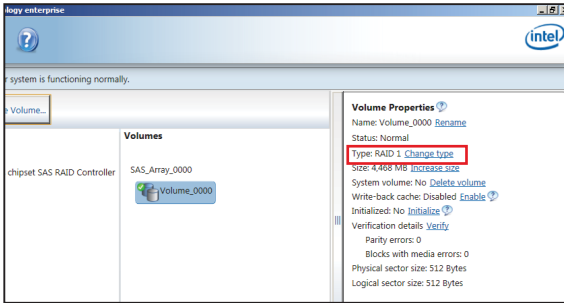 ology enterprise
intel
r system is functioning normally.
e Volume...
chipset SAS RAID Controller
Volumes
SAS_Array_0000
Volume_0000
Volume Properties
Name: Volume_0000 Rename
Status: Normal
Type: RAID 1 Change type
Size: 4,468 MB Increase size
System volume: No Delete volume
Write-back cache: Disabled Enable
Initialized: No Initialize
Verification details Verify
Parity errors: 0
Blocks with media errors: 0
Physical sector size: 512 Bytes
Logical sector size: 512 Bytes